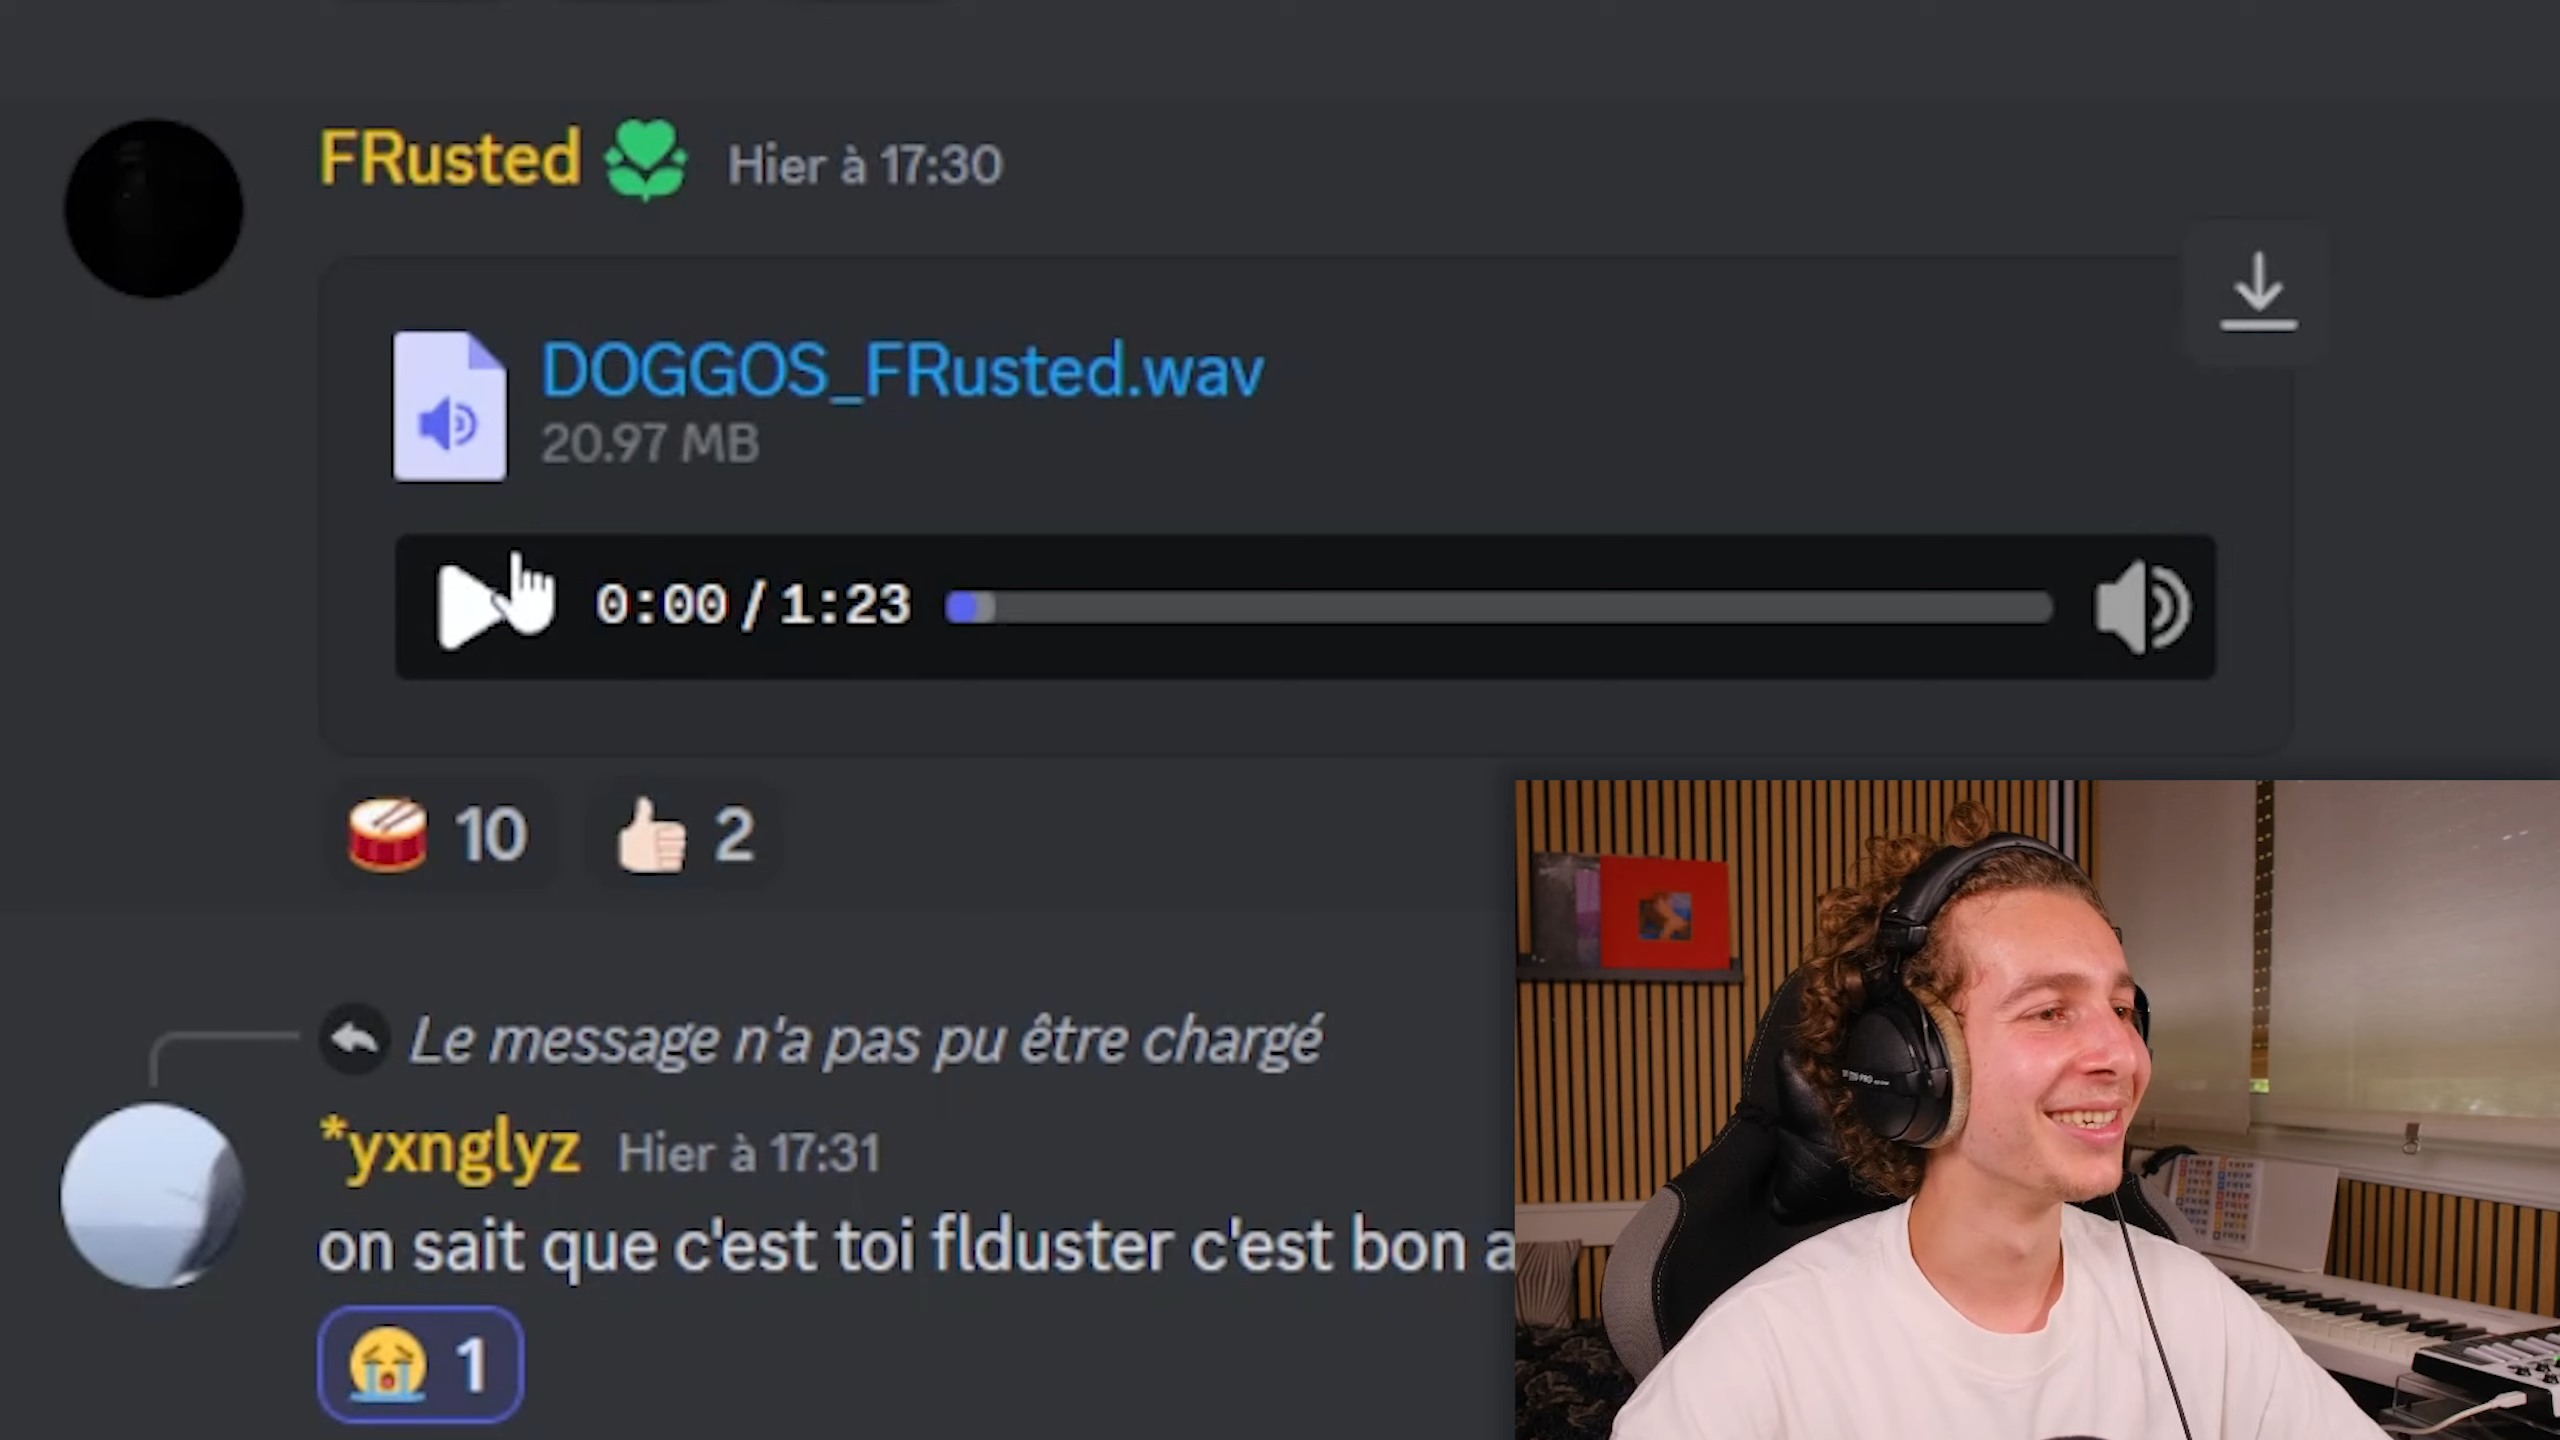 FRusted Hier à 17:30
DOGGOS_FRusted.wav
20.97 MB
0:00 / 1:23
10 2
Le message n'a pas pu être chargé
*yxnglyz Hier à 17:31
on sait que c'est toi flduster c'est bon a
1